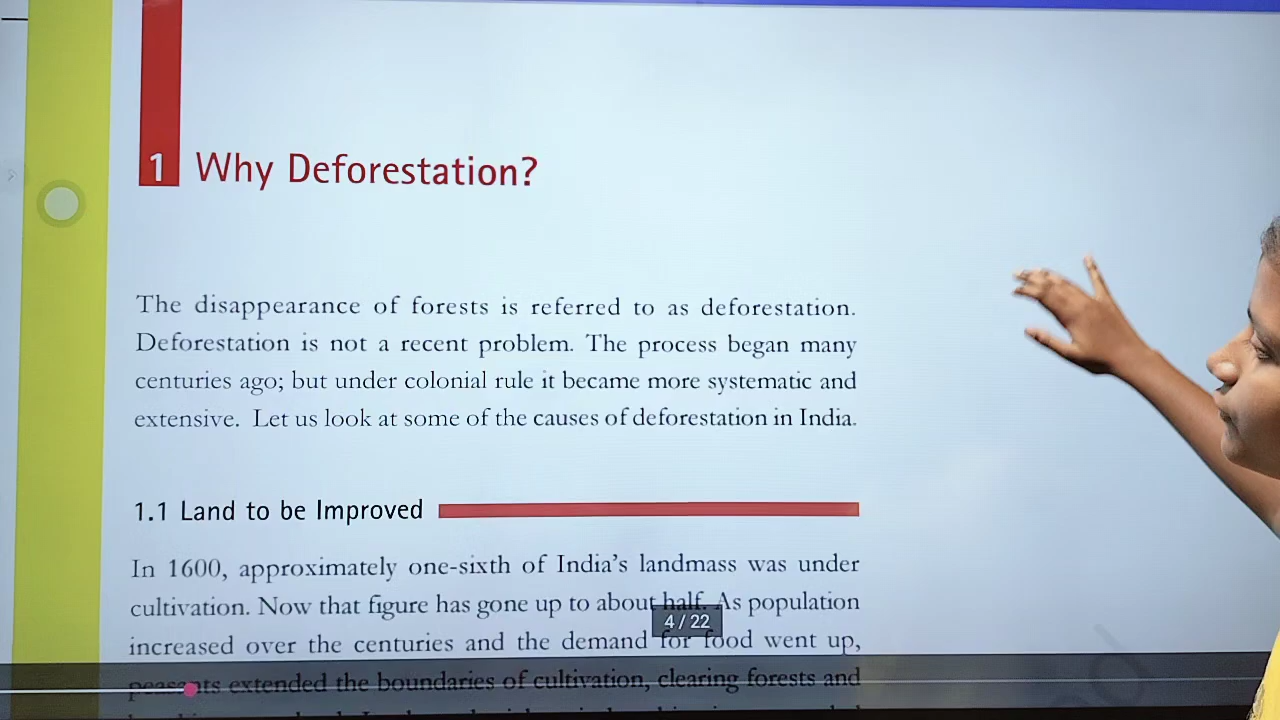 1 Why Deforestation?
The disappearance of forests is referred to as deforestation.
Deforestation is not a recent problem. The process began many
centuries ago; but under colonial rule it became more systematic and
extensive. Let us look at some of the causes of deforestation in India.
1.1 Land to be Improved
In 1600, approximately one-sixth of India's landmass was under
cultivation. Now that figure has gone up to about half. As population
4 / 22
increased over the centuries and the demand for food went up,
peasants extended the boundaries of cultivation, clearing forests and